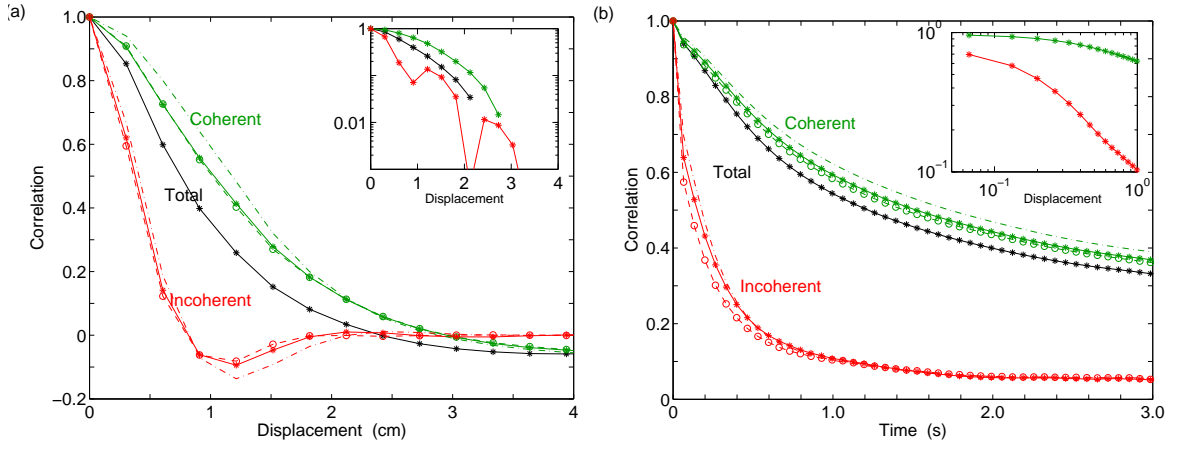 (a)
1.0
0.8
0.6
0.4
0.2
0
−0.2
Correlation
0
1
2
3
4
Displacement (cm)
Coherent
Total
Incoherent
1
0.1
0.01
0
1
2
3
4
Displacement
(b)
1.0
0.8
0.6
0.4
0.2
0
Correlation
0
1.0
2.0
3.0
Time (s)
Coherent
Total
Incoherent
10⁰
10⁻¹
10⁻¹
10⁰
Displacement